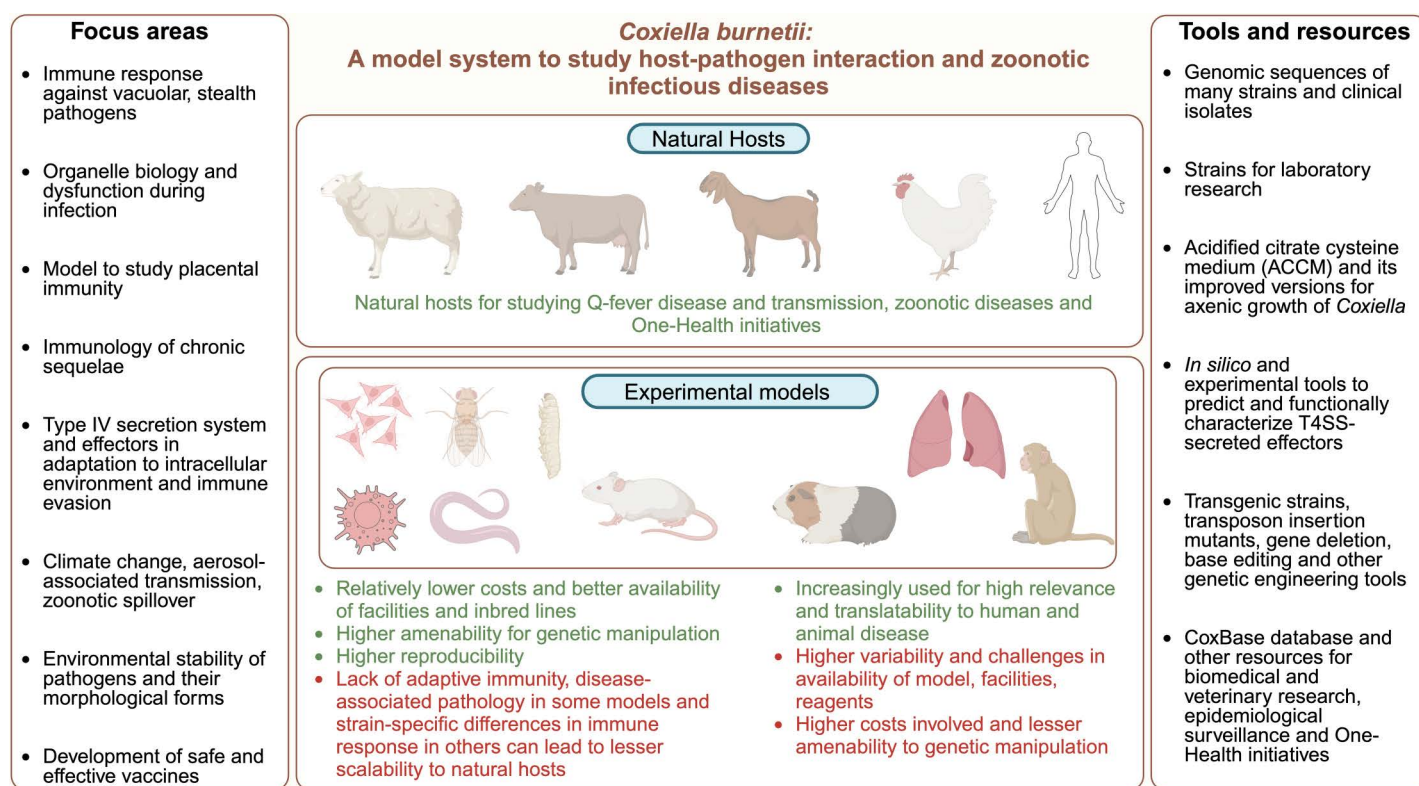 Focus areas
• Immune response
against vacuolar, stealth
pathogens
• Organelle biology and
dysfunction during
infection
• Model to study placental
immunity
• Immunology of chronic
sequelae
• Type IV secretion system
and effectors in
adaptation to intracellular
environment and immune
evasion
• Climate change, aerosol-
associated transmission,
zoonotic spillover
• Environmental stability of
pathogens and their
morphological forms
• Development of safe and
effective vaccines
Coxiella burnetii:
A model system to study host-pathogen interaction and zoonotic
infectious diseases
Natural Hosts
Natural hosts for studying Q-fever disease and transmission, zoonotic diseases and
One-Health initiatives
Experimental models
• Relatively lower costs and better availability
of facilities and inbred lines
• Higher amenability for genetic manipulation
• Higher reproducibility
• Lack of adaptive immunity, disease-
associated pathology in some models and
strain-specific differences in immune
response in others can lead to lesser
scalability to natural hosts
• Increasingly used for high relevance
and translatability to human and
animal disease
• Higher variability and challenges in
availability of model, facilities,
reagents
• Higher costs involved and lesser
amenability to genetic manipulation
Tools and resources
• Genomic sequences of
many strains and clinical
isolates
• Strains for laboratory
research
• Acidified citrate cysteine
medium (ACCM) and its
improved versions for
axenic growth of Coxiella
• In silico and
experimental tools to
predict and functionally
characterize T4SS-
secreted effectors
• Transgenic strains,
transposon insertion
mutants, gene deletion,
base editing and other
genetic engineering tools
• CoxBase database and
other resources for
biomedical and
veterinary research,
epidemiological
surveillance and One-
Health initiatives